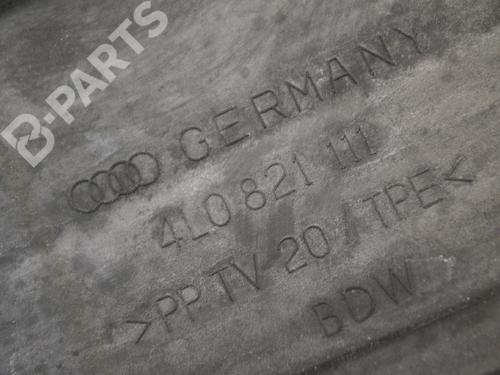 B-PARTS
GERMANY
4L0 821 111
>PP TV 20 / TPE<
BDW